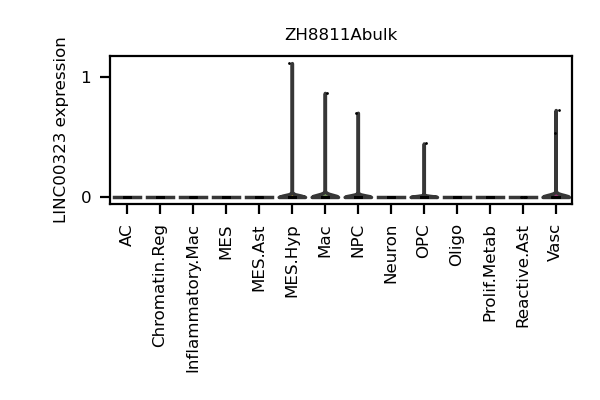 ZH8811Abulk
LINC00323 expression
1
0
AC
Chromatin.Reg
Inflammatory.Mac
MES
MES.Ast
MES.Hyp
Mac
NPC
Neuron
OPC
Oligo
Prolif.Metab
Reactive.Ast
Vasc